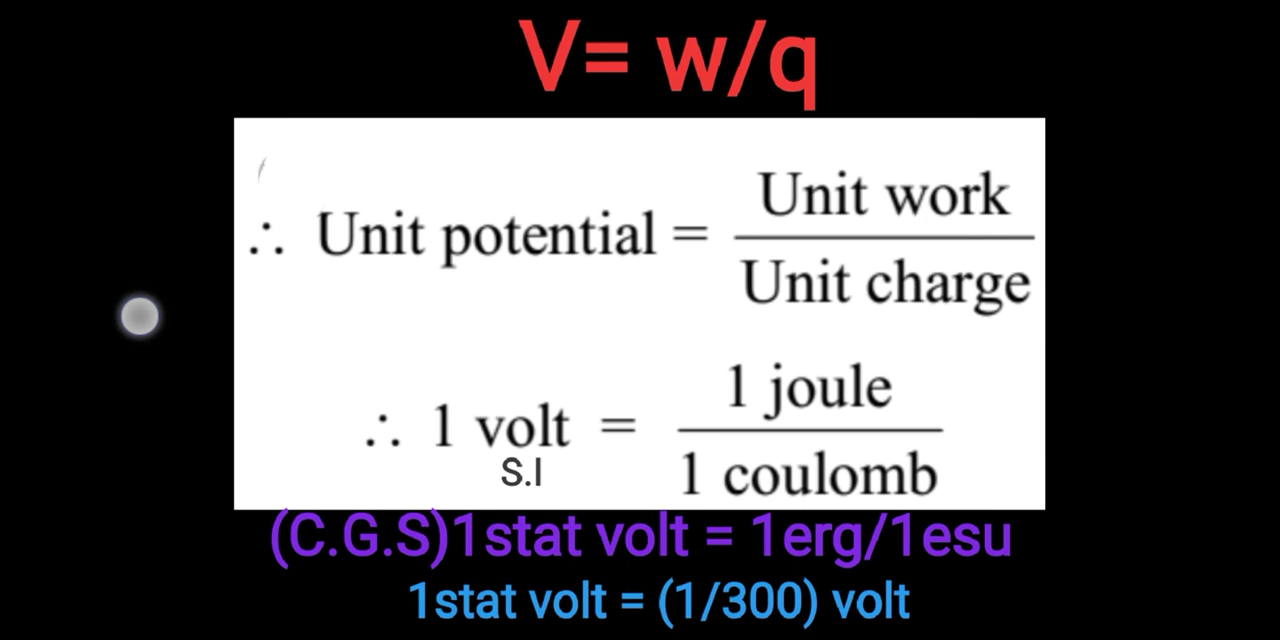 V= w/q
∴ Unit potential = Unit work / Unit charge
∴ 1 volt = 1 joule / 1 coulomb
S.I
(C.G.S)1stat volt = 1erg/1esu
1stat volt = (1/300) volt